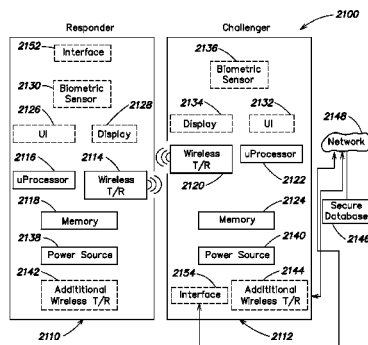 2100
Responder
Challenger
2152
Interface
2136
Biometric
Sensor
2130
Biometric
Sensor
2126
2128
UI
Display
2134
2132
Display
UI
2148
Network
2116
2114
uProcessor
Wireless
T/R
Wireless
T/R
2120
uProcessor
2122
2118
Memory
2124
Memory
Secure
Database
2146
2138
Power Source
2140
Power Source
2142
Addititional
Wireless T/R
2154
2144
Interface
Addititional
Wireless T/R
2110
2112